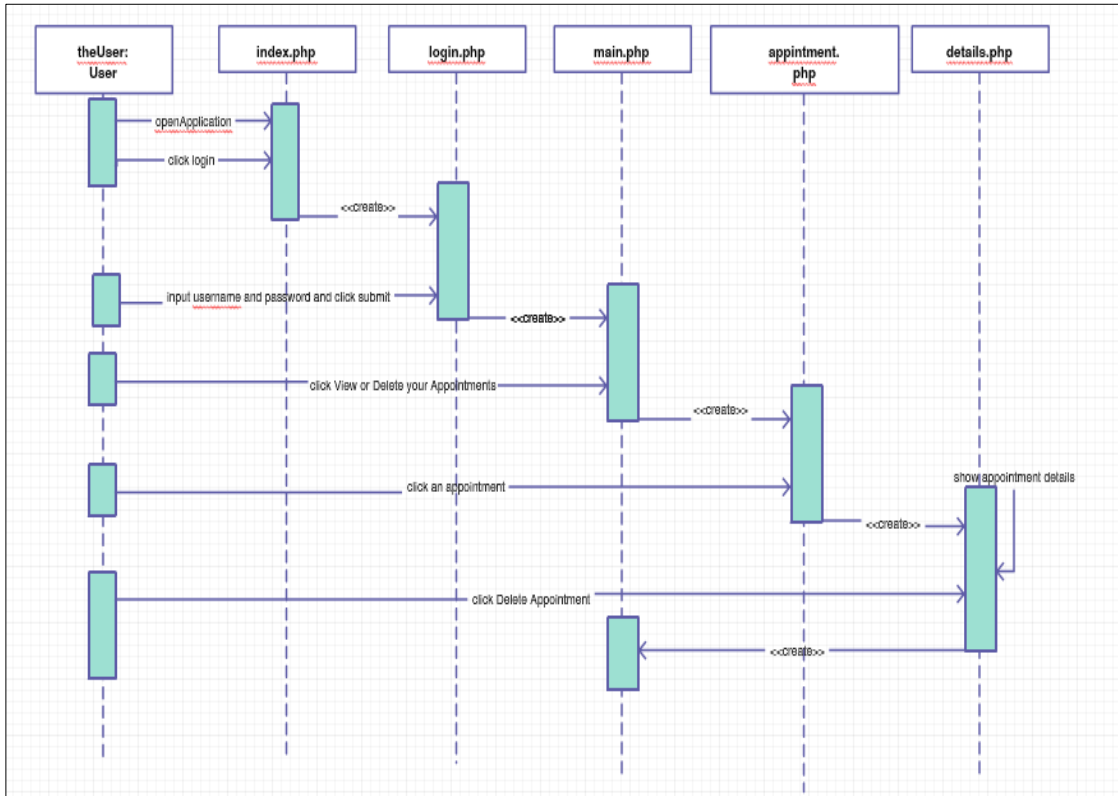 theUser:
User
index.php
login.php
main.php
appintment.
php
details.php
openApplication
click login
<<create>>
input username and password and click submit
<<create>>
click View or Delete your Appointments
<<create>>
show appointment details
click an appointment
<<create>>
click Delete Appointment
<<create>>